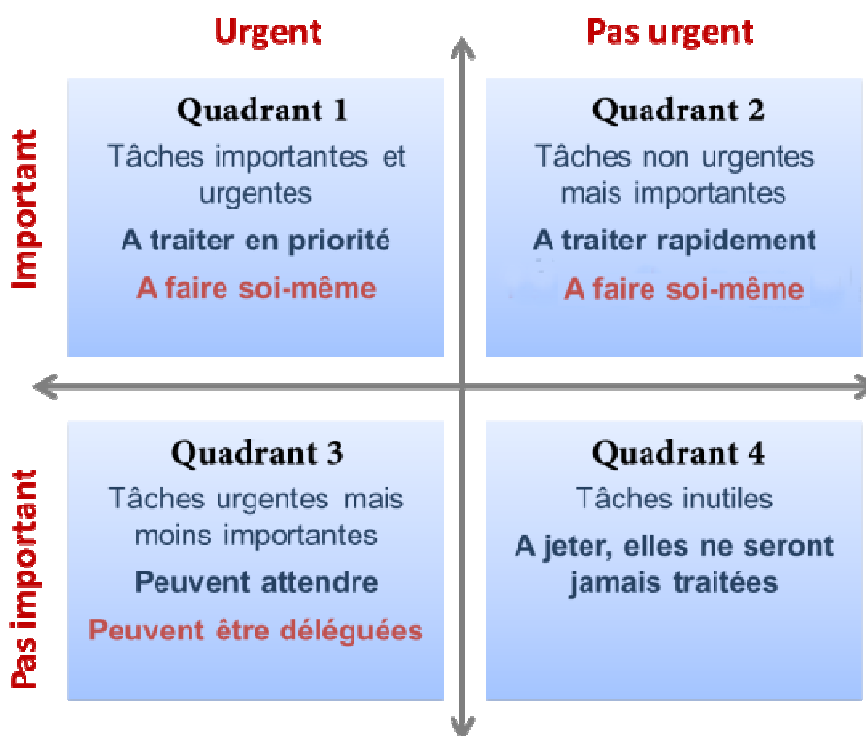 Urgent
Pas urgent
Important
Quadrant 1
Tâches importantes et
urgentes
A traiter en priorité
A faire soi-même
Quadrant 2
Tâches non urgentes
mais importantes
A traiter rapidement
A faire soi-même
Pas important
Quadrant 3
Tâches urgentes mais
moins importantes
Peuvent attendre
Peuvent être déléguées
Quadrant 4
Tâches inutiles
A jeter, elles ne seront
jamais traitées